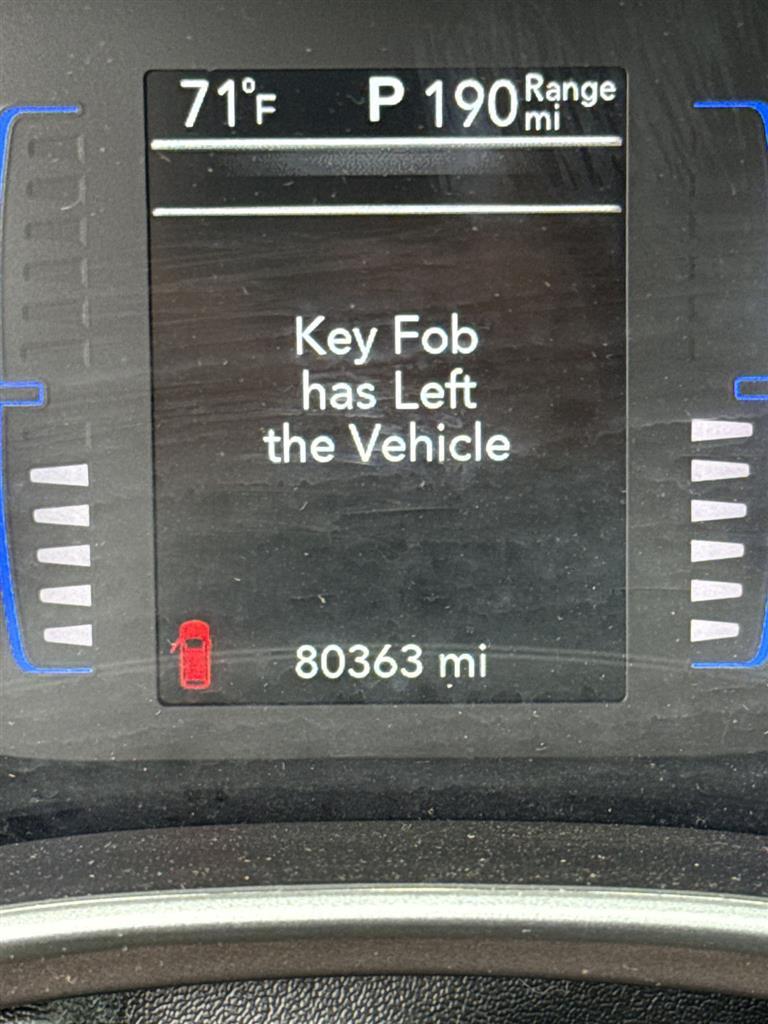 71°F P 190 Range mi
Key Fob
has Left
the Vehicle
80363 mi